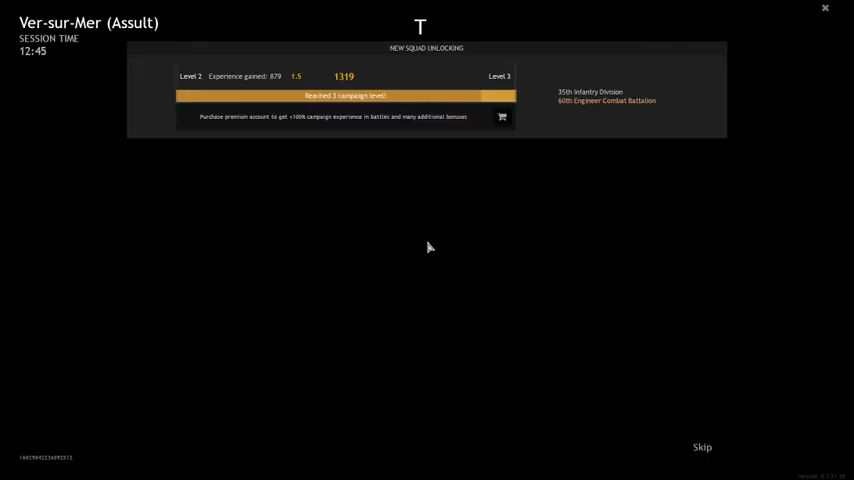 Ver-sur-Mer (Assult)
T
SESSION TIME
12:45
NEW SQUAD UNLOCKING
Level 2 Experience gained: 879 1.5 1319 Level 3
Reached 3 campaign level!
35th Infantry Division
60th Engineer Combat Battalion
Purchase premium account to get +100% campaign experience in battles and many additional bonuses
Skip